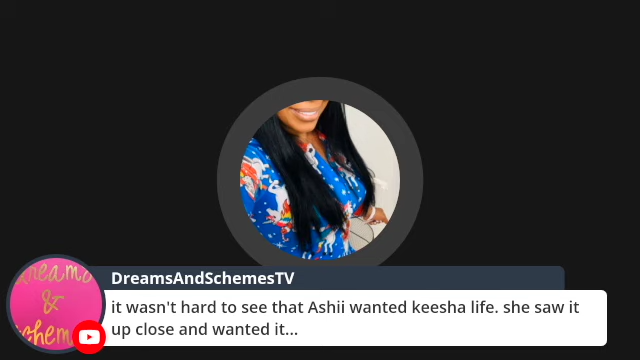 DreamsAndSchemesTV
it wasn't hard to see that Ashii wanted keesha life. she saw it
up close and wanted it...
&